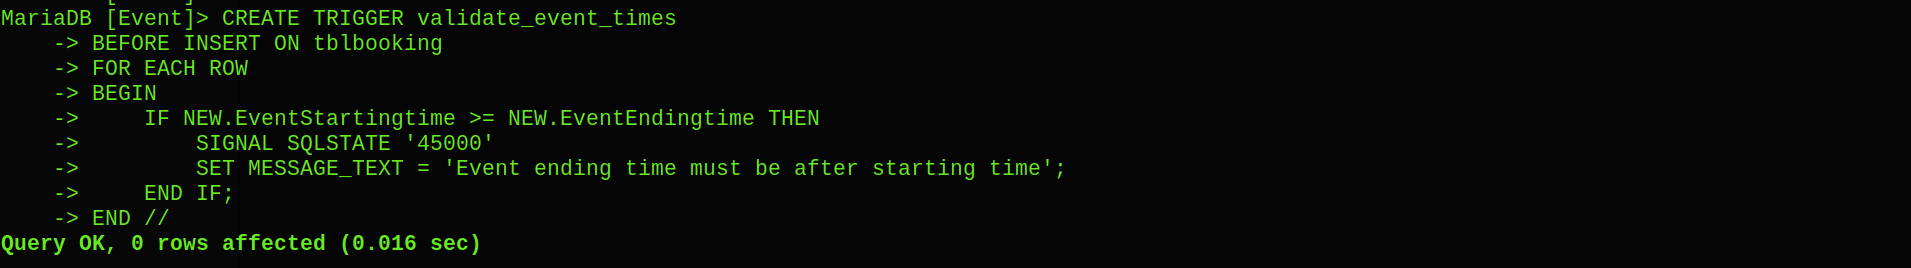 MariaDB [Event]> CREATE TRIGGER validate_event_times
    -> BEFORE INSERT ON tblbooking
    -> FOR EACH ROW
    -> BEGIN
    ->     IF NEW.EventStartingtime >= NEW.EventEndingtime THEN
    ->         SIGNAL SQLSTATE '45000'
    ->         SET MESSAGE_TEXT = 'Event ending time must be after starting time';
    ->     END IF;
    -> END //
Query OK, 0 rows affected (0.016 sec)